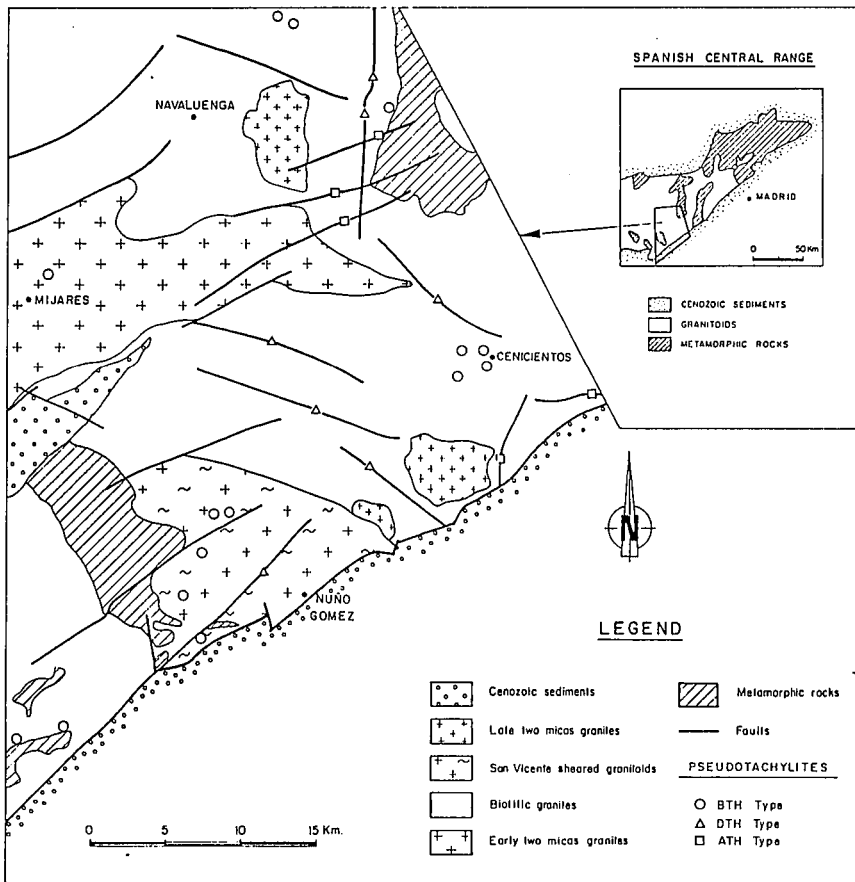 SPANISH CENTRAL RANGE
NAVALUENGA
MADRID
0 50 Km
MIJARES
CENOZOIC SEDIMENTS
GRANITOIDS
METAMORPHIC ROCKS
CENICIENTOS
N
NUÑO
GOMEZ
LEGEND
Cenozoic sediments
Metamorphic rocks
Late two micas granites
Faults
San Vicente sheared granitoids
PSEUDOTACHYLITES
Biotitic granites
BTH Type
DTH Type
ATH Type
Early two micas granites
0 5 10 15 Km.